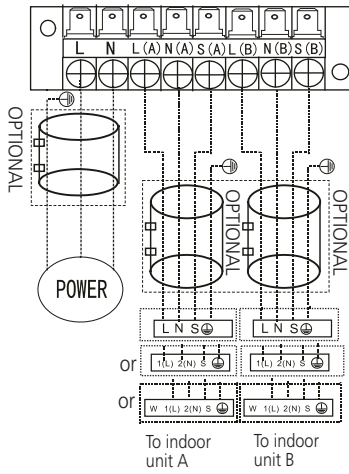 L N L (A) N (A) S (A) L (B) N (B) S (B)
OPTIONAL
OPTIONAL
OPTIONAL
POWER
L N S
L N S
or
1(L) 2(N) S
1(L) 2(N) S
or
W 1(L) 2(N) S
W 1(L) 2(N) S
To indoor
unit A
To indoor
unit B